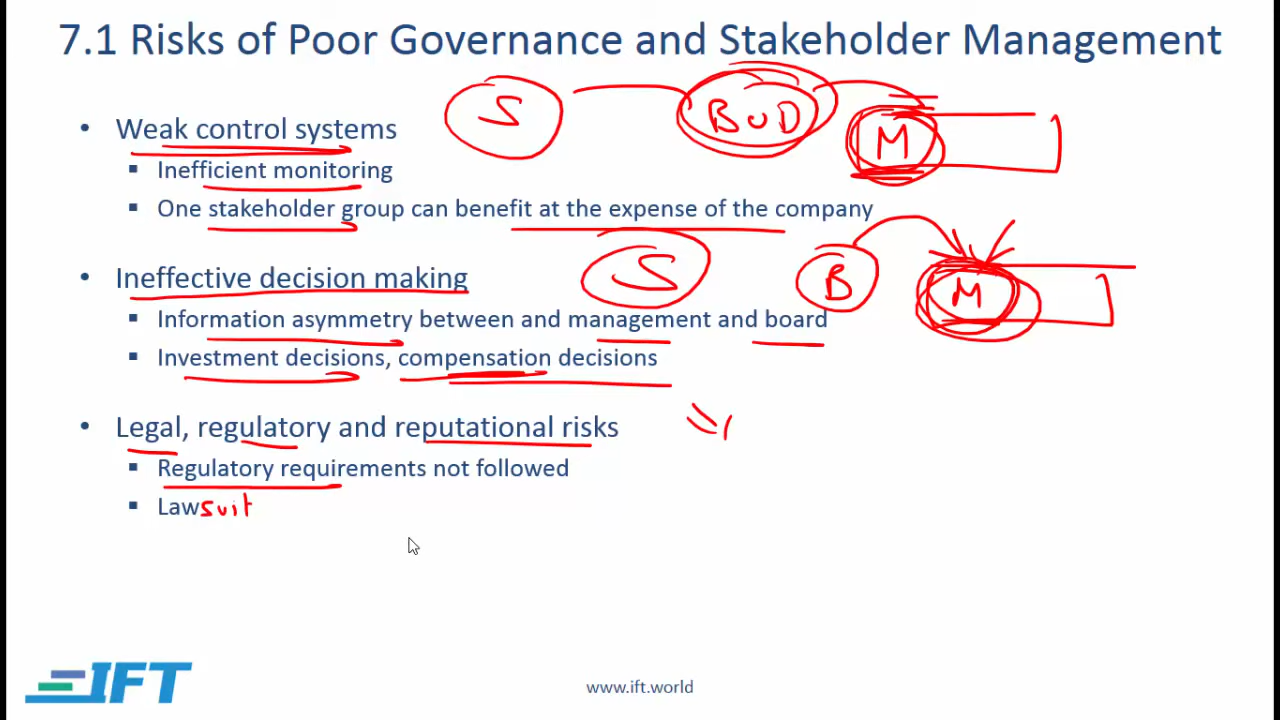 7.1 Risks of Poor Governance and Stakeholder Management
S
BOD
M
Weak control systems
Inefficient monitoring
One stakeholder group can benefit at the expense of the company
S
B
M
Ineffective decision making
Information asymmetry between and management and board
Investment decisions, compensation decisions
Legal, regulatory and reputational risks
Regulatory requirements not followed
Lawsuit
IFT
www.ift.world